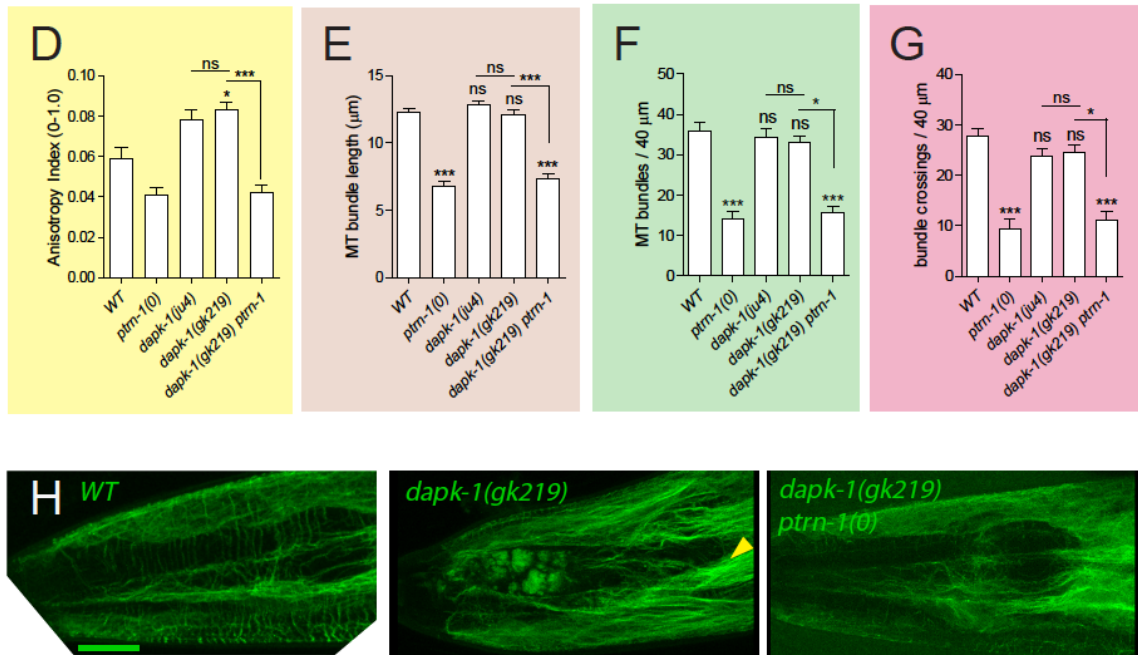 D
Anisotropy Index (0-1.0)
0.10
0.08
0.06
0.04
0.02
0.00
ns
***
*
WT
ptrn-1(0)
dapk-1(ju4)
dapk-1(gk219)
dapk-1(gk219) ptrn-1
E
MT bundle length (μm)
15
10
5
0
ns
***
ns
ns
***
***
WT
ptrn-1(0)
dapk-1(ju4)
dapk-1(gk219)
dapk-1(gk219) ptrn-1
F
MT bundles / 40 μm
50
40
30
20
10
0
ns
*
ns
ns
***
***
WT
ptrn-1(0)
dapk-1(ju4)
dapk-1(gk219)
dapk-1(gk219) ptrn-1
G
bundle crossings / 40 μm
40
30
20
10
0
ns
*
ns
ns
***
***
WT
ptrn-1(0)
dapk-1(ju4)
dapk-1(gk219)
dapk-1(gk219) ptrn-1
H
WT
dapk-1(gk219)
dapk-1(gk219)
ptrn-1(0)